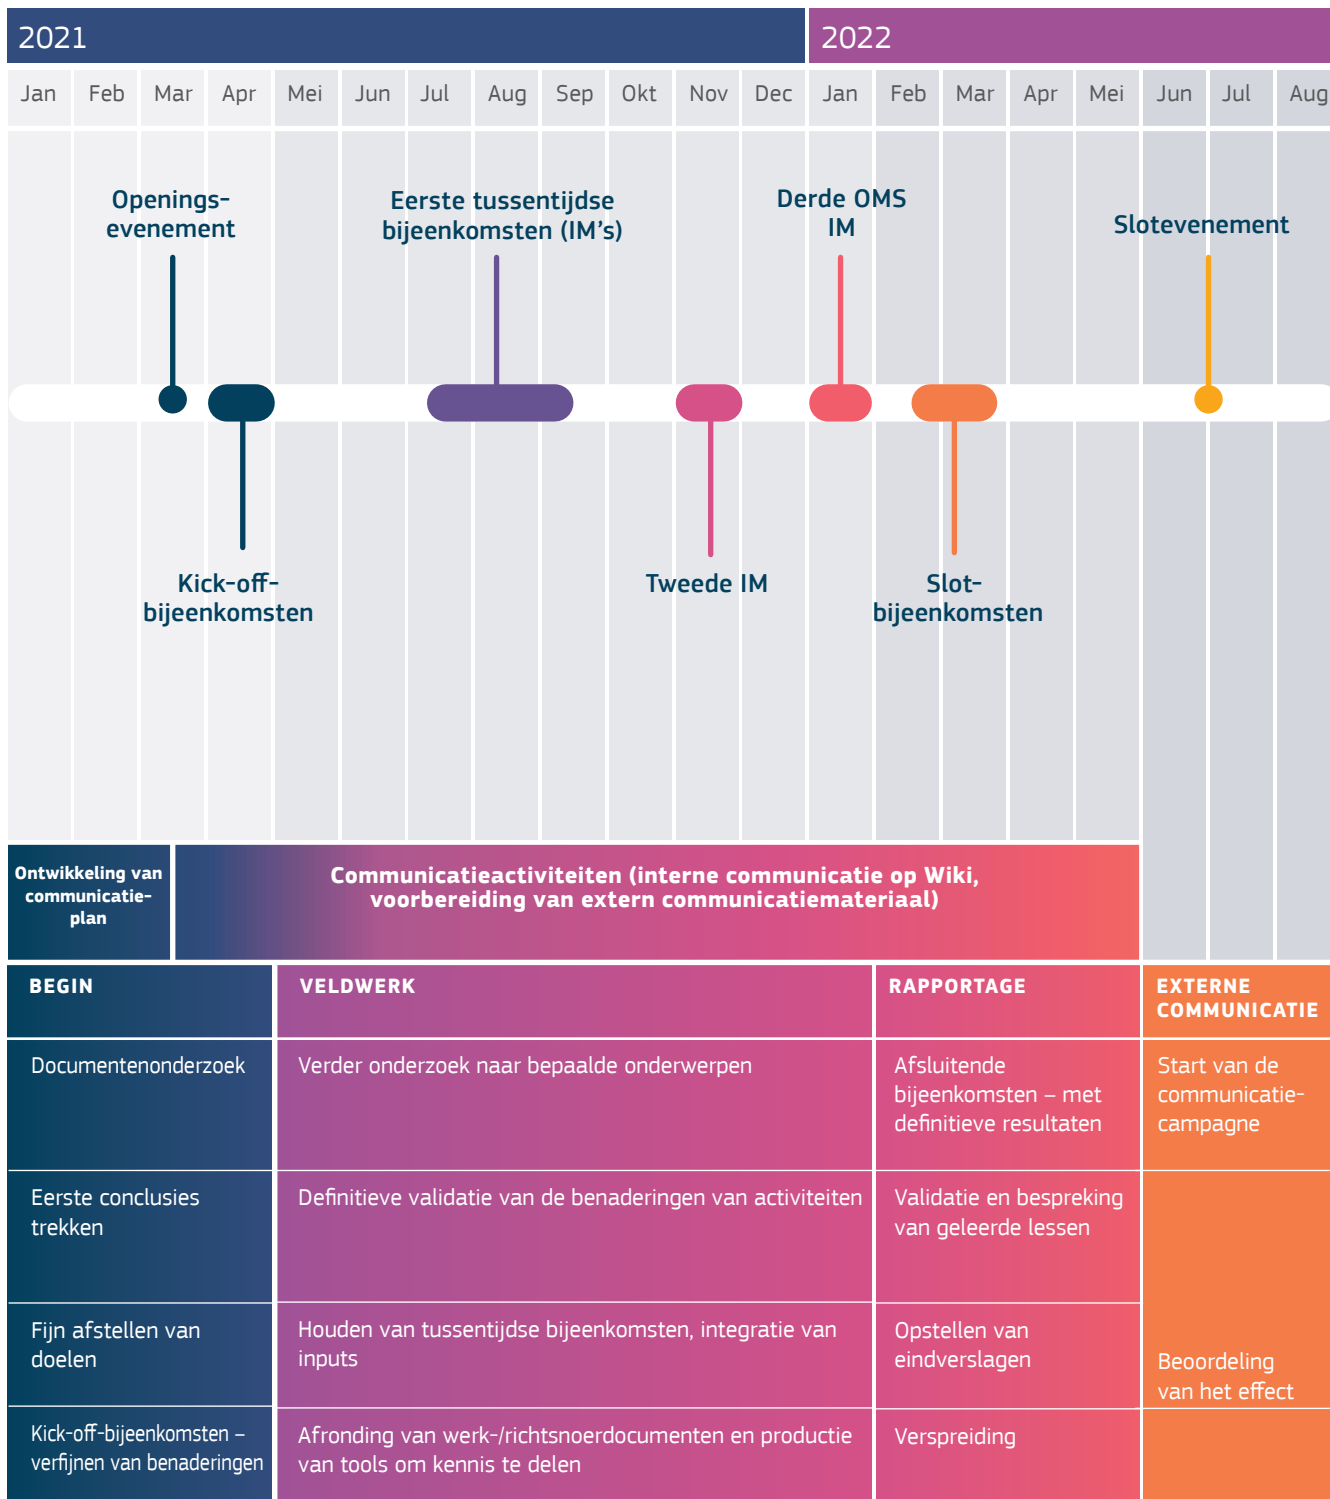 2021
2022
Jan Feb Mar Apr Mei Jun Jul Aug Sep Okt Nov Dec Jan Feb Mar Apr Mei Jun Jul Aug
Openings-
evenement
Eerste tussentijdse
bijeenkomsten (IM’s)
Derde OMS
IM
Slotevenement
Kick-off-
bijeenkomsten
Tweede IM
Slot-
bijeenkomsten
Ontwikkeling van
communicatie-
plan
Communicatieactiviteiten (interne communicatie op Wiki,
voorbereiding van extern communicatiemateriaal)
BEGIN
VELDWERK
RAPPORTAGE
EXTERNE
COMMUNICATIE
Documentenonderzoek
Verder onderzoek naar bepaalde onderwerpen
Afsluitende
bijeenkomsten – met
definitieve resultaten
Start van de
communicatie-
campagne
Eerste conclusies
trekken
Definitieve validatie van de benaderingen van activiteiten
Validatie en bespreking
van geleerde lessen
Fijn afstellen van
doelen
Houden van tussentijdse bijeenkomsten, integratie van
inputs
Opstellen van
eindverslagen
Beoordeling
van het effect
Kick-off-bijeenkomsten –
verfijnen van benaderingen
Afronding van werk-/richtsnoerdocumenten en productie
van tools om kennis te delen
Verspreiding